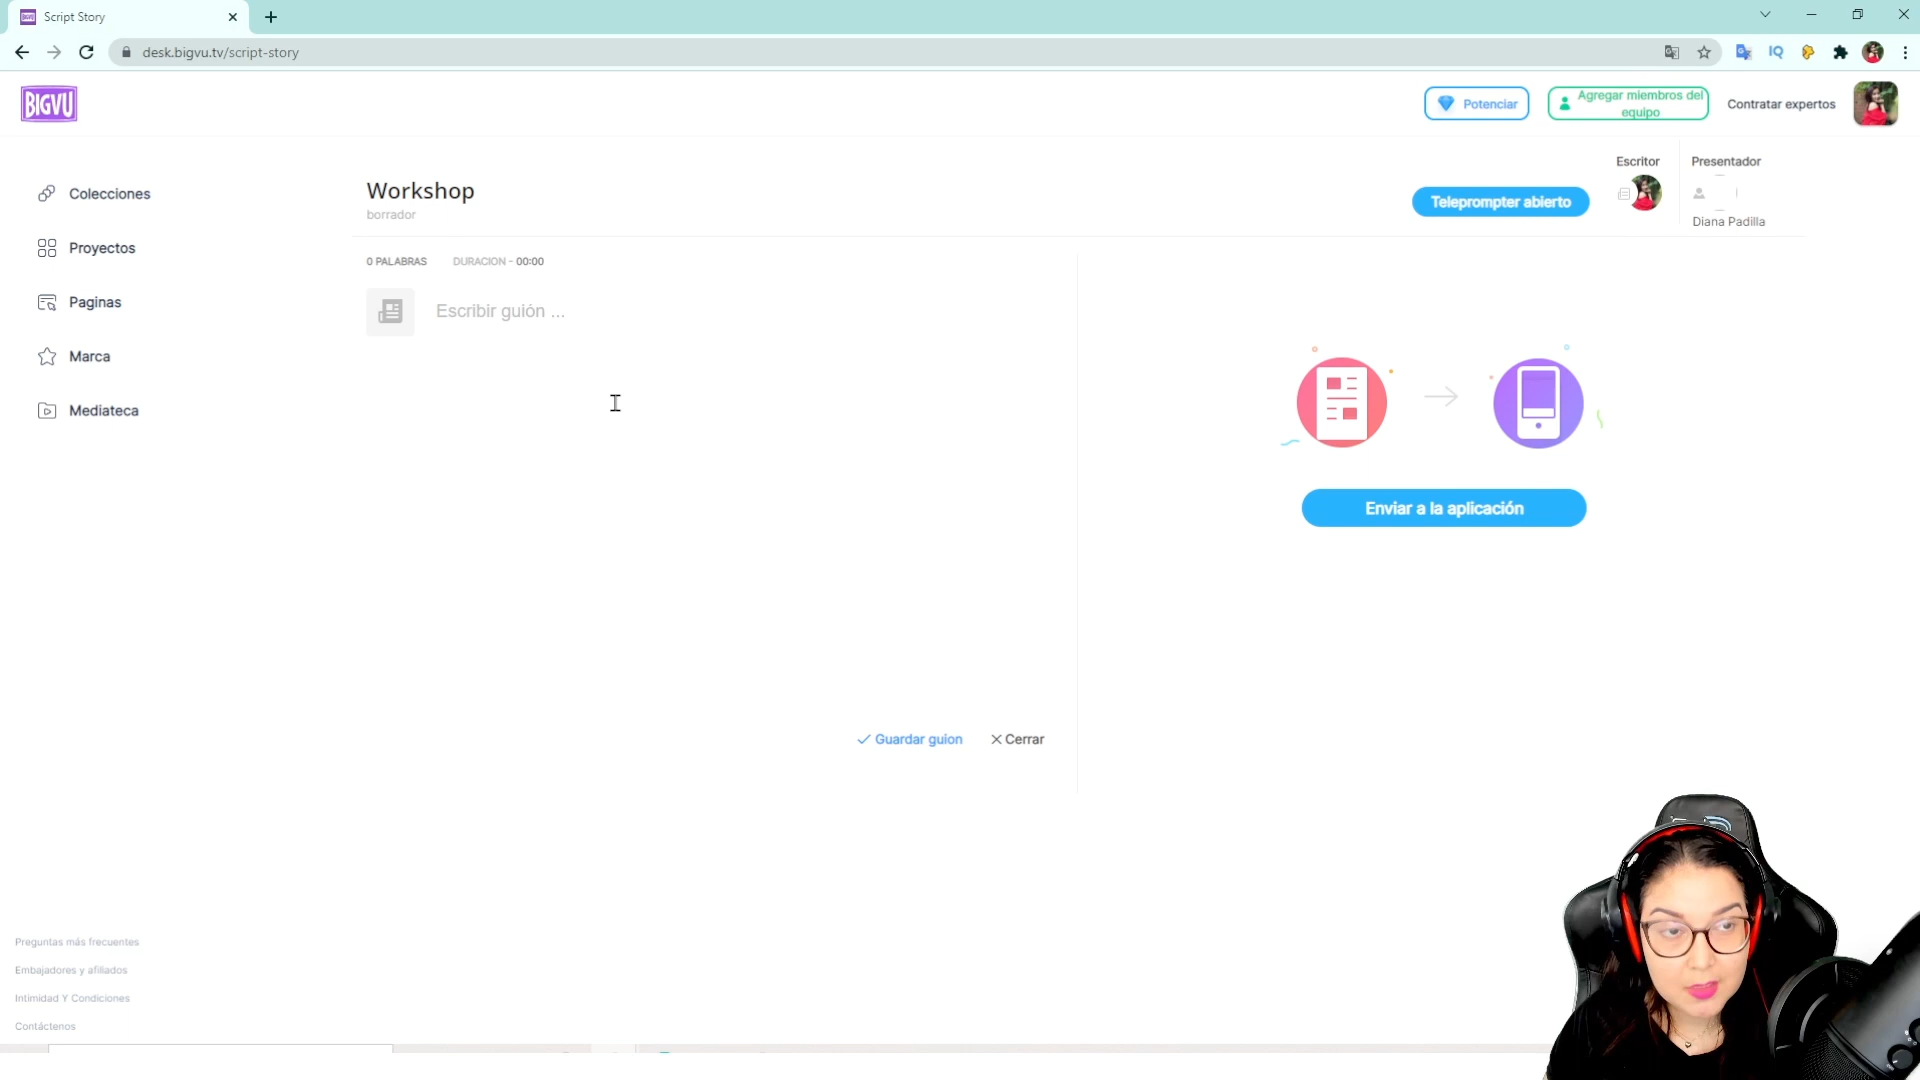 Script Story
desk.bigvu.tv/script-story
IQ
BIGVU
Potenciar
Agregar miembros del
equipo
Contratar expertos
Colecciones
Proyectos
Paginas
Marca
Mediateca
Workshop
borrador
Teleprompter abierto
Escritor
Presentador
Diana Padilla
0 PALABRAS DURACION - 00:00
Escribir guión ...
Enviar a la aplicación
Guardar guion
Cerrar
Preguntas más frecuentes
Embajadores y afiliados
Intimidad Y Condiciones
Contáctenos